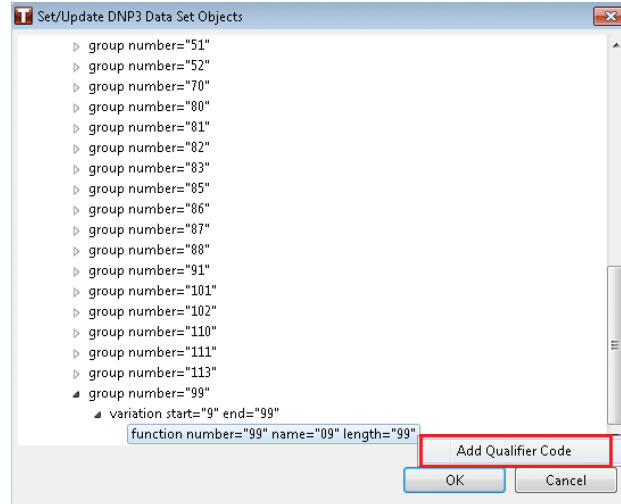 T Set/Update DNP3 Data Set Objects
group number="51"
group number="52"
group number="70"
group number="80"
group number="81"
group number="82"
group number="83"
group number="85"
group number="86"
group number="87"
group number="88"
group number="91"
group number="101"
group number="102"
group number="110"
group number="111"
group number="113"
group number="99"
variation start="9" end="99"
function number="99" name="09" length="99"
Add Qualifier Code
OK Cancel